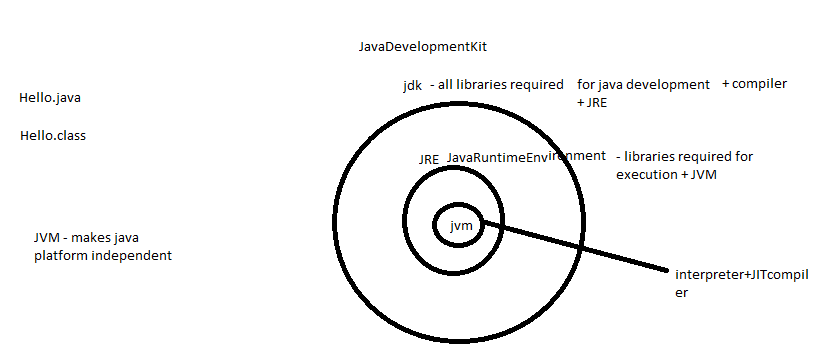 JavaDevelopmentKit
jdk - all libraries required for java development + compiler
+ JRE
Hello.java
Hello.class
JRE JavaRuntimeEnvironment - libraries required for
execution + JVM
jvm
JVM - makes java
platform independent
interpreter+JITcompil
er